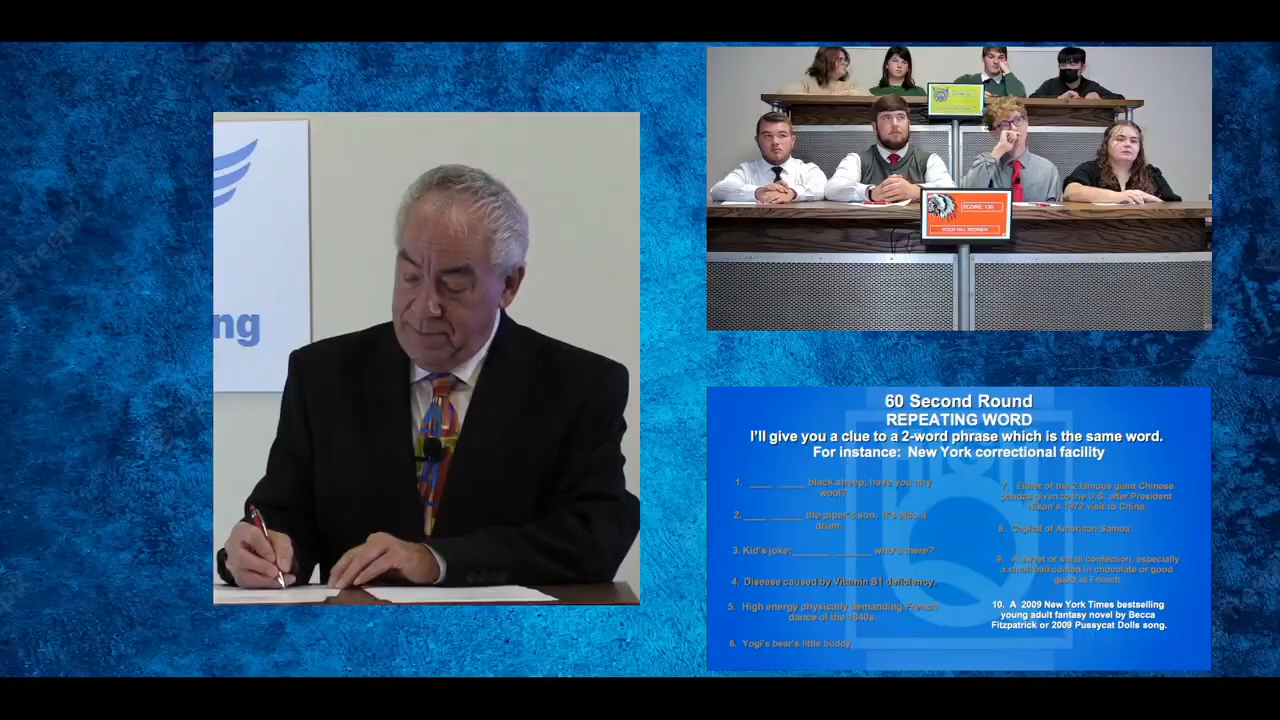 ng
SCORE: 130
60 Second Round
REPEATING WORD
I'll give you a clue to a 2-word phrase which is the same word.
For instance: New York correctional facility
1. ____ ______ black sheep, have you any
wool?
2. ____ ______ the piper's son. It's also a
drum.
3. Kid's joke: _______ _______ who's there?
4. Disease caused by Vitamin B1 deficiency.
5. High energy physically demanding French
dance of the 1840s.
6. Yogi's bear's little buddy
7. Either of the 2 famous giant Chinese
pandas given to the U.S. after President
Nixon's 1972 visit to China.
8. Capital of American Samoa.
9. A sweet or small confection, especially
a small ball coated in chocolate or good
good in French.
10. A 2009 New York Times bestselling
young adult fantasy novel by Becca
Fitzpatrick or 2009 Pussycat Dolls song.